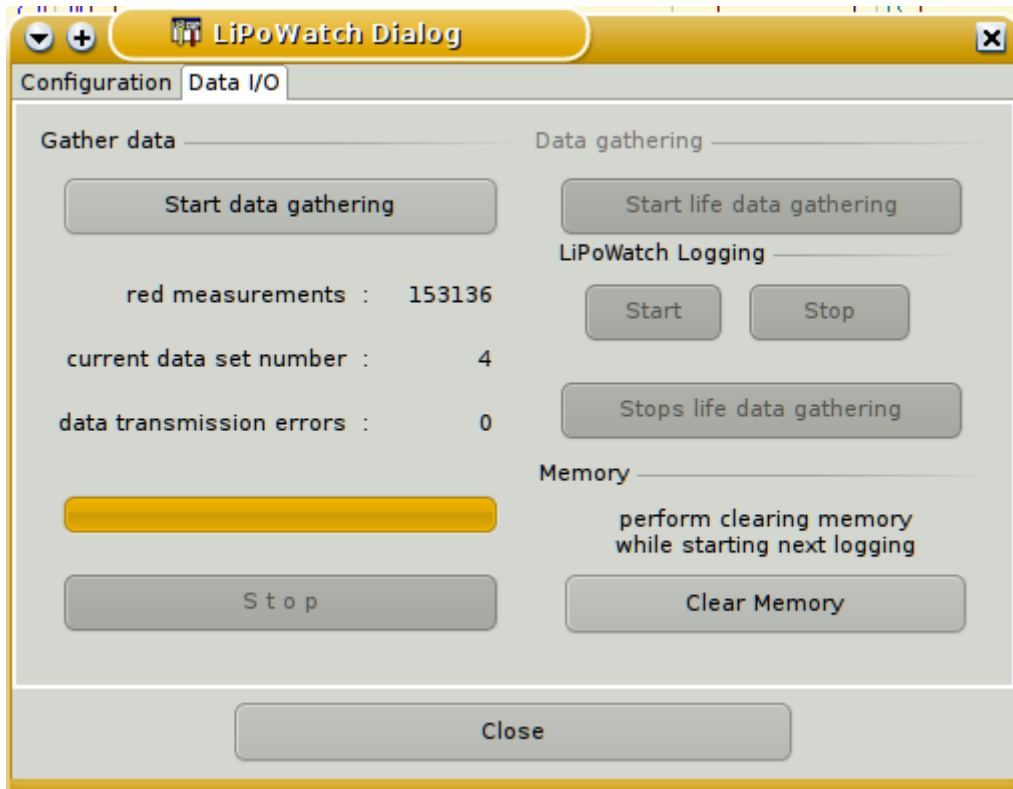 LiPoWatch Dialog
Configuration Data I/O
Gather data
Start data gathering
red measurements : 153136
current data set number : 4
data transmission errors : 0
S t o p
Data gathering
Start life data gathering
LiPoWatch Logging
Start Stop
Stops life data gathering
Memory
perform clearing memory
while starting next logging
Clear Memory
Close